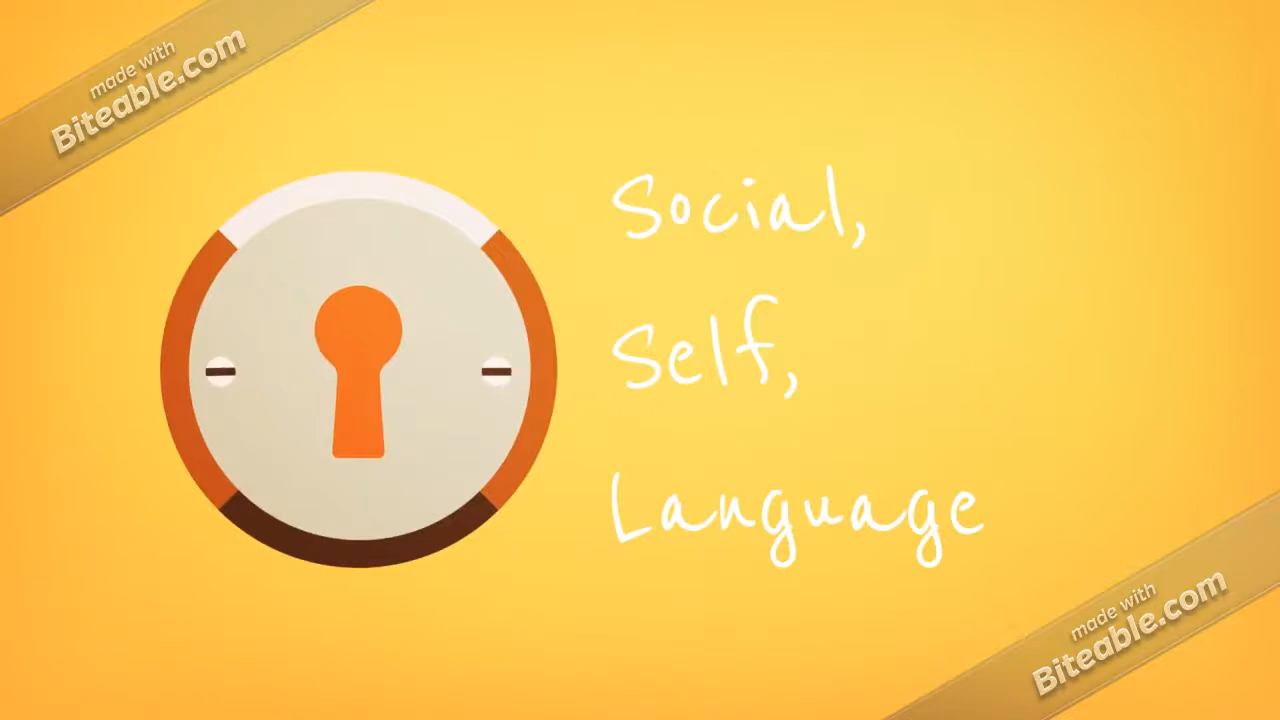 made with
Biteable.com
Social,
Self,
Language
made with
Biteable.com